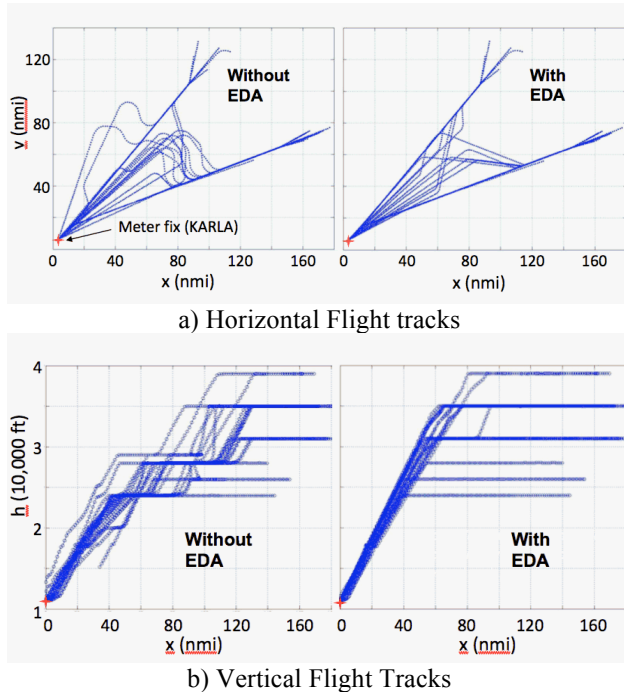 120
80
40
y (nmi)
Without
EDA
With
EDA
Meter fix (KARLA)
0 40 80 120 160
0 40 80 120 160
x (nmi)
x (nmi)
a) Horizontal Flight tracks
4
3
2
1
h (10,000 ft)
Without
EDA
With
EDA
0 40 80 120 160
0 40 80 120 160
x (nmi)
x (nmi)
b) Vertical Flight Tracks